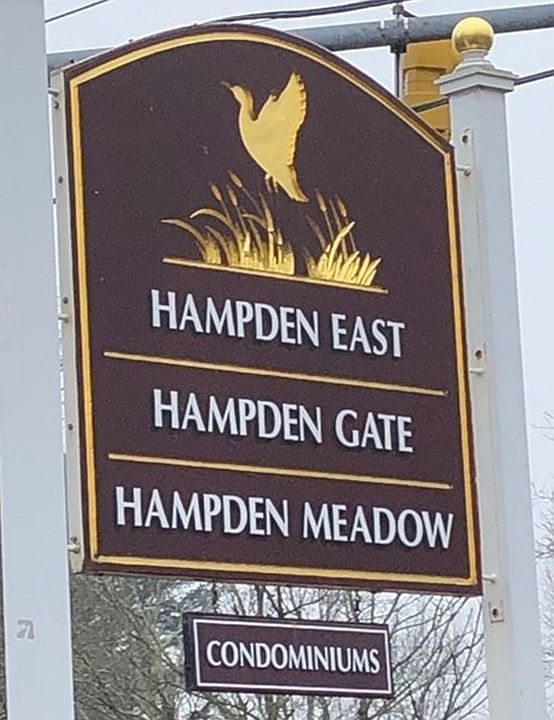 HAMPDEN EAST
HAMPDEN GATE
HAMPDEN MEADOW
CONDOMINIUMS